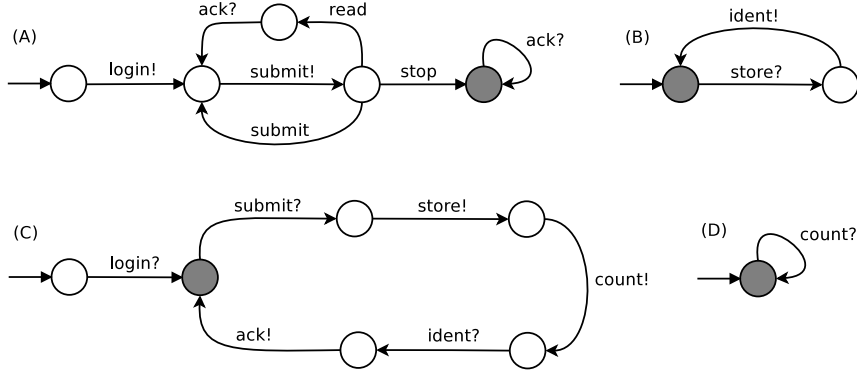 (A)
ack?
read
login!
submit!
stop
ack?
submit
(B)
ident!
store?
(C)
login?
submit?
store!
count!
ident?
ack!
(D)
count?